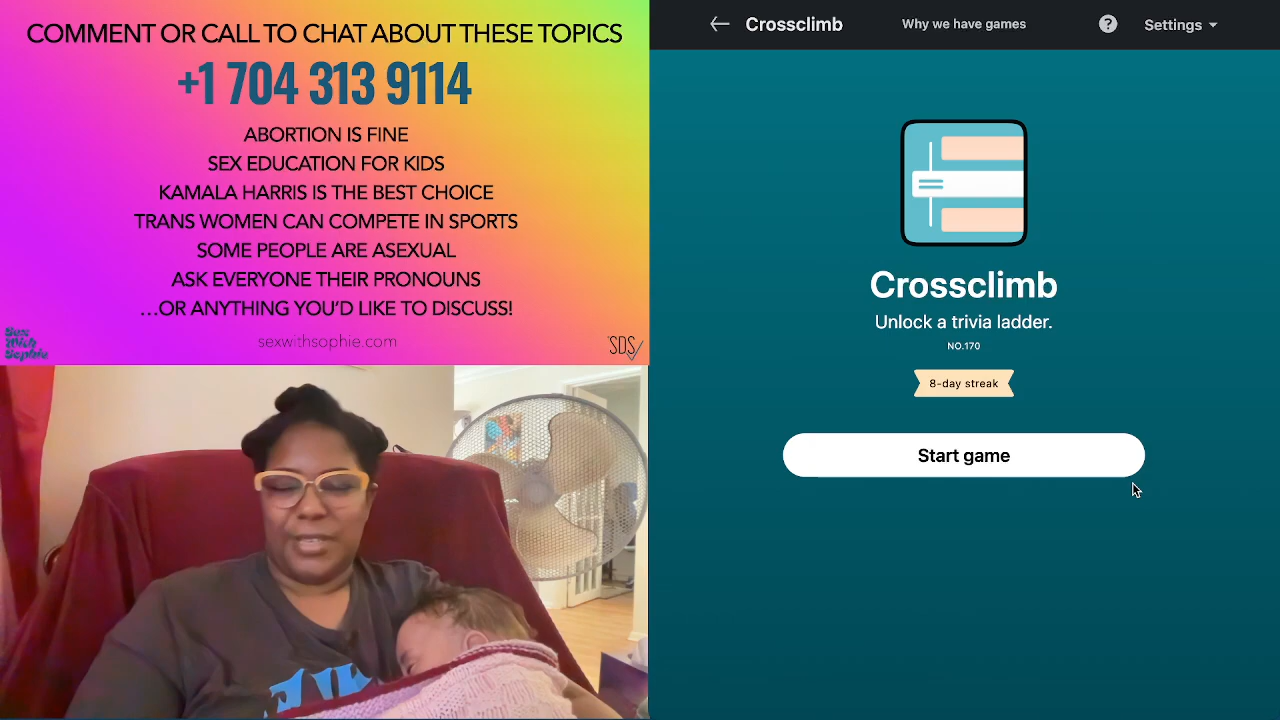 COMMENT OR CALL TO CHAT ABOUT THESE TOPICS
+1 704 313 9114
ABORTION IS FINE
SEX EDUCATION FOR KIDS
KAMALA HARRIS IS THE BEST CHOICE
TRANS WOMEN CAN COMPETE IN SPORTS
SOME PEOPLE ARE ASEXUAL
ASK EVERYONE THEIR PRONOUNS
...OR ANYTHING YOU'D LIKE TO DISCUSS!
sexwithsophie.com
Sex
With
Sophie
SDS
Crossclimb
Why we have games
Settings
Crossclimb
Unlock a trivia ladder.
NO.170
8-day streak
Start game